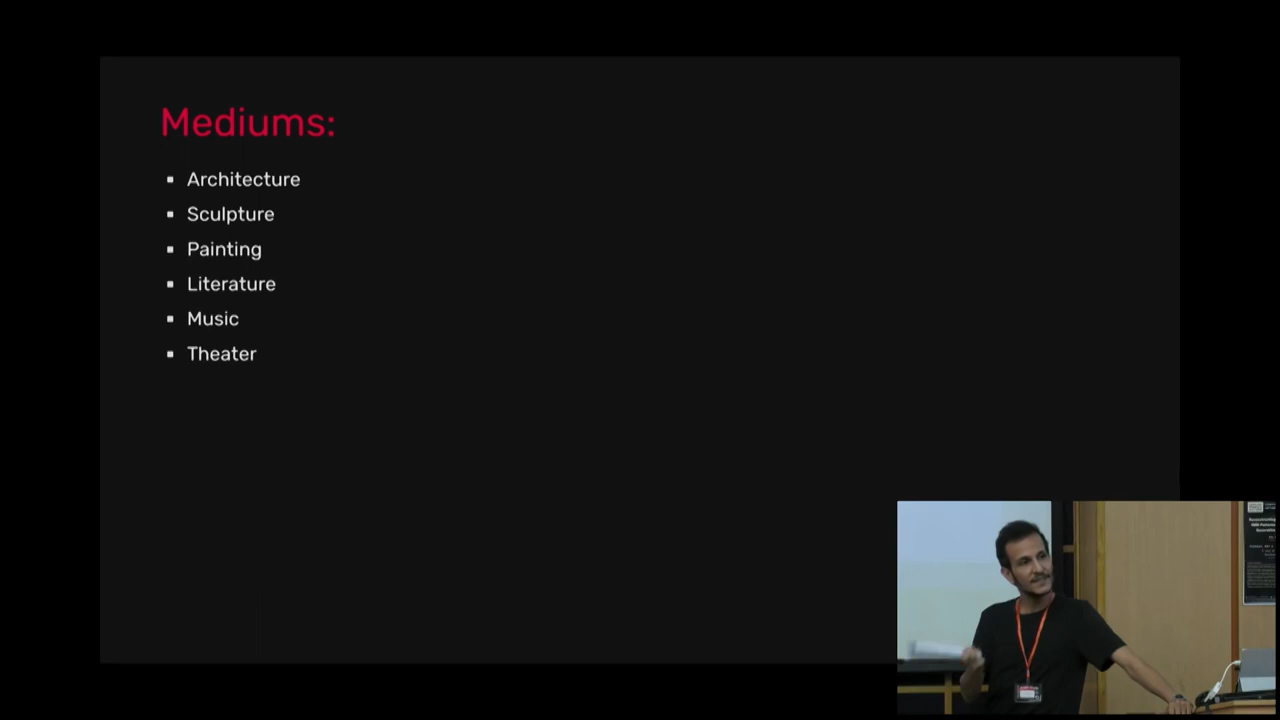 Mediums:
Architecture
Sculpture
Painting
Literature
Music
Theater